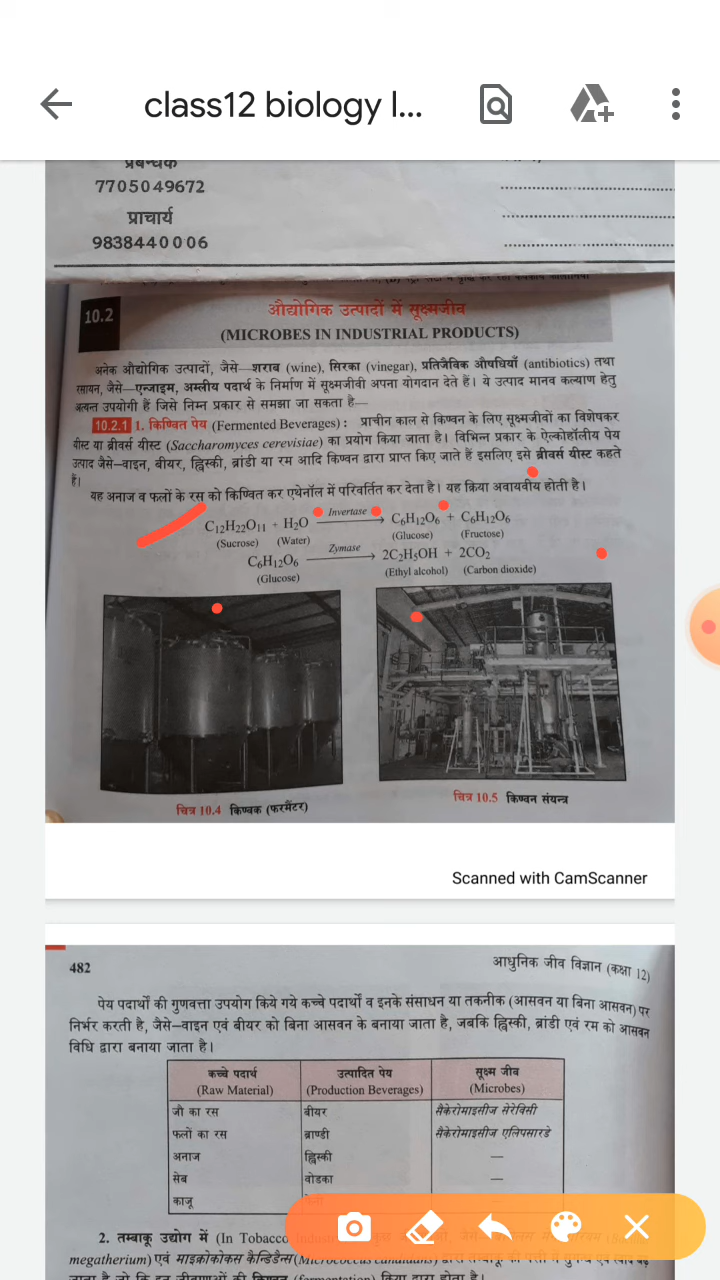 class12 biology l...
प्रबन्धक
7705049672
प्राचार्य
9838440006
10.2
औद्योगिक उत्पादों में सूक्ष्मजीव
(MICROBES IN INDUSTRIAL PRODUCTS)
अनेक औद्योगिक उत्पादों, जैसे—शराब (wine), सिरका (vinegar), प्रतिजैविक औषधियाँ (antibiotics) तथा
रसायन, जैसे—एन्जाइम, अम्लीय पदार्थ के निर्माण में सूक्ष्मजीवी अपना योगदान देते हैं। ये उत्पाद मानव कल्याण हेतु
अत्यन्त उपयोगी हैं जिसे निम्न प्रकार से समझा जा सकता है—
10.2.1 1. किण्वित पेय (Fermented Beverages) : प्राचीन काल से किण्वन के लिए सूक्ष्मजीवों का विशेषकर
यीस्ट या ब्रीवर्स यीस्ट (Saccharomyces cerevisiae) का प्रयोग किया जाता है। विभिन्न प्रकार के ऐल्कोहॉलीय पेय
उत्पाद जैसे—वाइन, बीयर, ह्विस्की, ब्रांडी या रम आदि किण्वन द्वारा प्राप्त किए जाते हैं इसलिए इसे ब्रीवर्स यीस्ट कहते
हैं।
यह अनाज व फलों के रस को किण्वित कर एथेनॉल में परिवर्तित कर देता है। यह क्रिया अवायवीय होती है।
C₁₂H₂₂O₁₁ + H₂O Invertase → C₆H₁₂O₆ + C₆H₁₂O₆
(Sucrose) (Water) (Glucose) (Fructose)
C₆H₁₂O₆ Zymase → 2C₂H₅OH + 2CO₂
(Glucose) (Ethyl alcohol) (Carbon dioxide)
चित्र 10.4 किण्वक (फरमैंटर)
चित्र 10.5 किण्वन संयन्त्र
Scanned with CamScanner
482 आधुनिक जीव विज्ञान (कक्षा 12)
पेय पदार्थों की गुणवत्ता उपयोग किये गये कच्चे पदार्थों व इनके संसाधन या तकनीक (आसवन या बिना आसवन) पर
निर्भर करती है, जैसे—वाइन एवं बीयर को बिना आसवन के बनाया जाता है, जबकि ह्विस्की, ब्रांडी एवं रम को आसवन
विधि द्वारा बनाया जाता है।
कच्चे पदार्थ उत्पादित पेय सूक्ष्म जीव
(Raw Material) (Production Beverages) (Microbes)
जौ का रस बीयर सैकेरोमाइसीज सेरेविसी
फलों का रस ब्राण्डी सैकेरोमाइसीज एलिपसारडे
अनाज ह्विस्की —
सेब वोडका —
काजू
2. तम्बाकू उद्योग में (In Tobacco
megatherium) एवं माइक्रोकोकस कैन्डिडैन्स